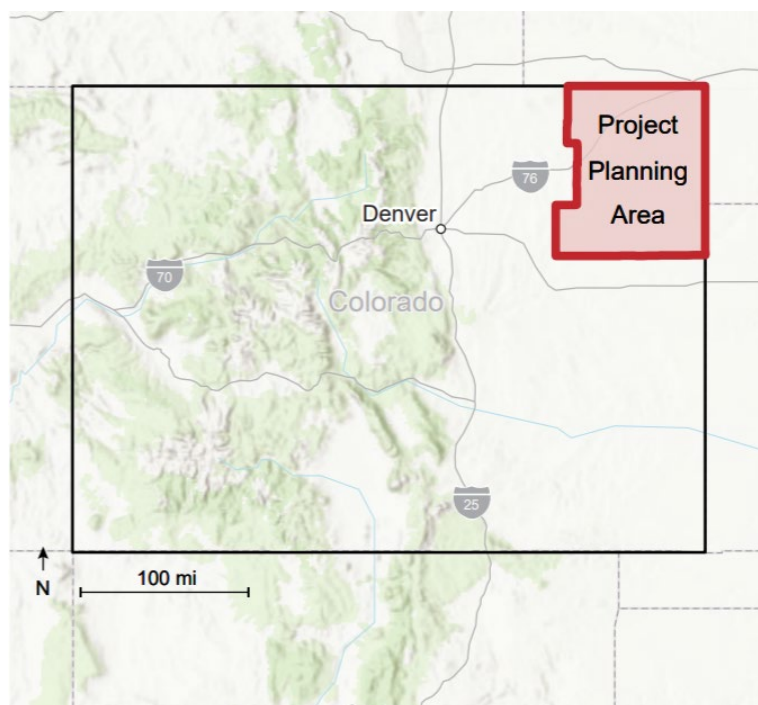 Project
Planning
Area
76
Denver
70
Colorado
25
N
100 mi